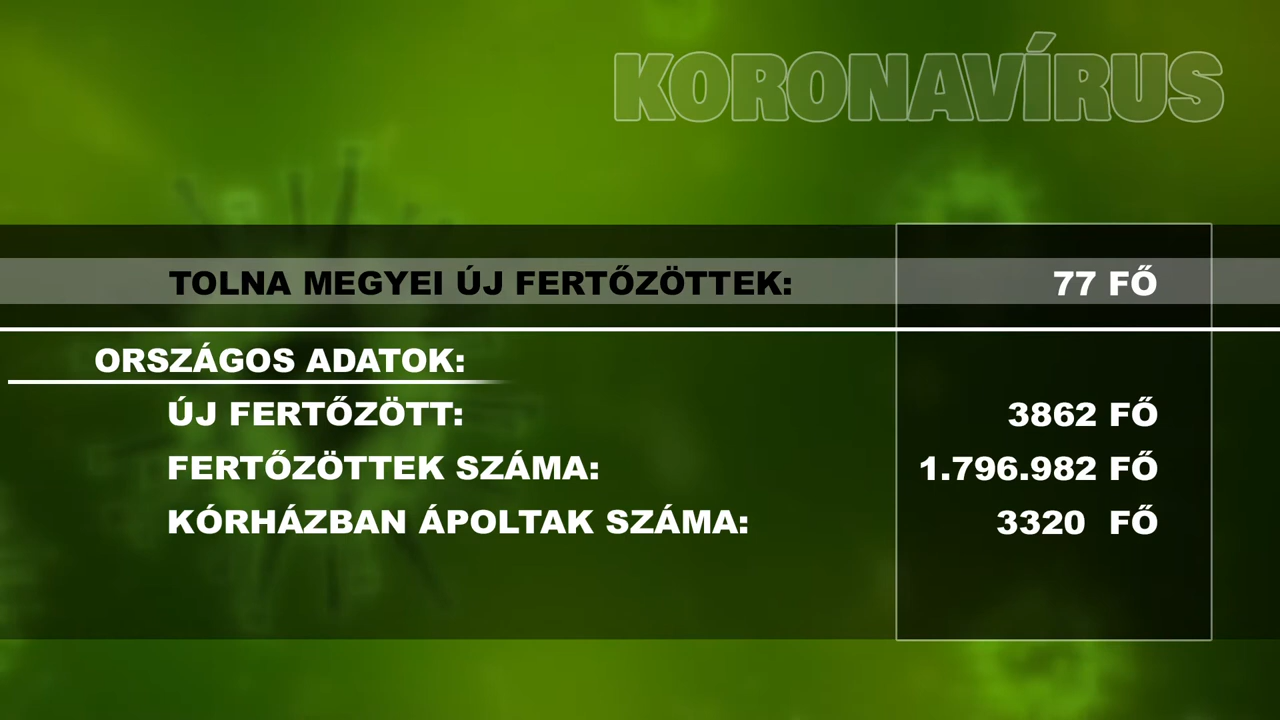 KORONAVÍRUS
TOLNA MEGYEI ÚJ FERTŐZÖTTEK: 77 FŐ
ORSZÁGOS ADATOK:
ÚJ FERTŐZÖTT: 3862 FŐ
FERTŐZÖTTEK SZÁMA: 1.796.982 FŐ
KÓRHÁZBAN ÁPOLTAK SZÁMA: 3320 FŐ